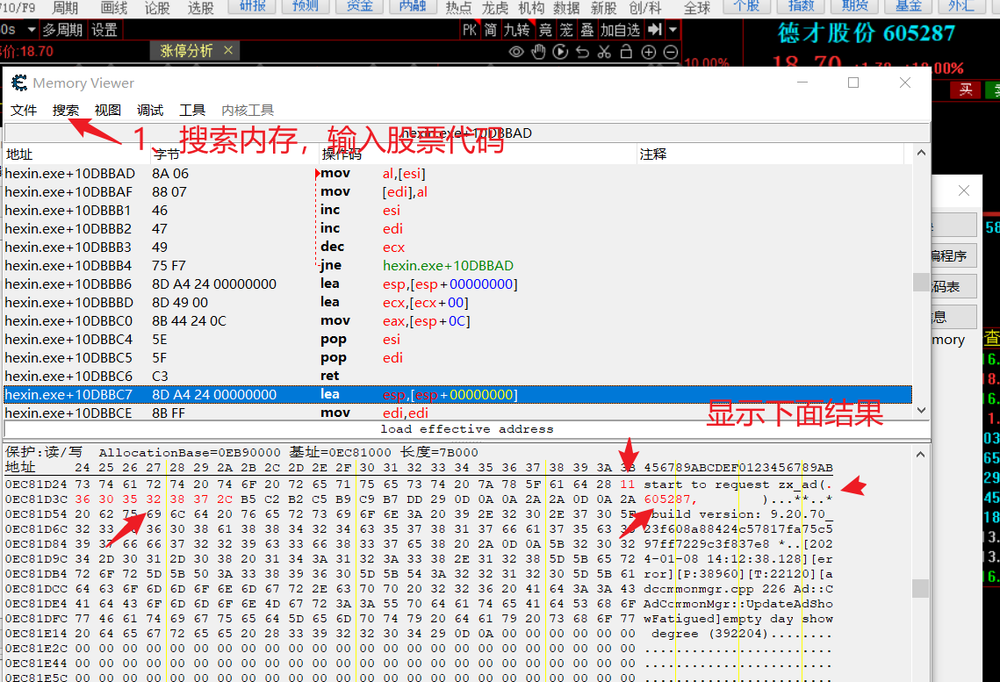 10/F9 周期 画线 论股 选股 研报 预测 资金 两融 热点 龙虎 机构 数据 新股 创/科 全球 个股 指数 期货 基金 外汇
0s 多周期 设置 PK 简 九转 竞 笼 叠 加自选
德才股份 605287
价:18.70 涨停分析 10.00%
18.70
买
Memory Viewer
文件 搜索 视图 调试 工具 内核工具
hexin.exe+10DBBAD
1、搜索内存，输入股票代码
地址 字节 操作码 注释
hexin.exe+10DBBAD 8A 06 mov al,[esi]
hexin.exe+10DBBAF 88 07 mov [edi],al
hexin.exe+10DBBB1 46 inc esi
hexin.exe+10DBBB2 47 inc edi
hexin.exe+10DBBB3 49 dec ecx
hexin.exe+10DBBB4 75 F7 jne hexin.exe+10DBBAD
hexin.exe+10DBBB6 8D A4 24 00000000 lea esp,[esp+00000000]
hexin.exe+10DBBBD 8D 49 00 lea ecx,[ecx+00]
hexin.exe+10DBBC0 8B 44 24 0C mov eax,[esp+0C]
hexin.exe+10DBBC4 5E pop esi
hexin.exe+10DBBC5 5F pop edi
hexin.exe+10DBBC6 C3 ret
hexin.exe+10DBBC7 8D A4 24 00000000 lea esp,[esp+00000000]
hexin.exe+10DBBCE 8B FF mov edi,edi
显示下面结果
load effective address
保护:读/写 AllocationBase=0EB90000 基址=0EC81000 长度=7B000
地址 24 25 26 27 28 29 2A 2B 2C 2D 2E 2F 30 31 32 33 34 35 36 37 38 39 3A 3B 456789ABCDEF0123456789AB
0EC81D24 73 74 61 72 74 20 74 6F 20 72 65 71 75 65 73 74 20 7A 78 5F 61 64 28 11 start to request zx_ad(.
0EC81D3C 36 30 35 32 38 37 2C B5 C2 B2 C5 B9 C9 B7 DD 29 0D 0A 0A 2A 2A 0D 0A 2A 605287, )...**..*
0EC81D54 20 62 75 69 6C 64 20 76 65 72 73 69 6F 6E 3A 20 39 2E 32 30 2E 37 30 5F build version: 9.20.70_
0EC81D6C 32 33 66 36 30 38 61 38 38 34 32 34 63 35 37 38 31 37 66 61 37 35 63 35 23f608a88424c57817fa75c5
0EC81D84 39 37 66 66 37 32 32 39 63 33 66 38 33 37 65 38 20 2A 0D 0A 5B 32 30 32 97ff7229c3f837e8 *..[202
0EC81D9C 34 2D 30 31 2D 30 38 20 31 34 3A 31 32 3A 33 38 2E 31 32 38 5D 5B 65 72 4-01-08 14:12:38.128][er
0EC81DB4 72 6F 72 5D 5B 50 3A 33 38 39 36 30 5D 5B 54 3A 32 32 31 32 30 5D 5B 61 ror][P:38960][T:22120][a
0EC81DCC 64 63 6F 6D 6D 6F 6E 6D 67 72 2E 63 70 70 20 32 32 36 20 41 64 3A 3A 43 dcommonmgr.cpp 226 Ad::C
0EC81DE4 41 64 43 6F 6D 6D 6F 6E 4D 67 72 3A 3A 55 70 64 61 74 65 41 64 53 68 6F AdCommonMgr::UpdateAdSho
0EC81DFC 77 46 61 74 69 67 75 65 64 5D 65 6D 70 74 79 20 64 61 79 20 73 68 6F 77 wFatigued]empty day show
0EC81E14 20 64 65 67 72 65 65 20 28 33 39 32 32 30 34 29 0D 0A 00 00 00 00 00 00 degree (392204)........
0EC81E2C 00 00 00 00 00 00 00 00 00 00 00 00 00 00 00 00 00 00 00 00 00 00 00 00 ........................
0EC81E44 00 00 00 00 00 00 00 00 00 00 00 00 00 00 00 00 00 00 00 00 00 00 00 00 ........................
0EC81E5C 00 00 00 00 00 00 00 00 00 00 00 00 00 00 00 00 00 00 00 00 00 00 00 00 ........................
编程序
码表
息
mory
查